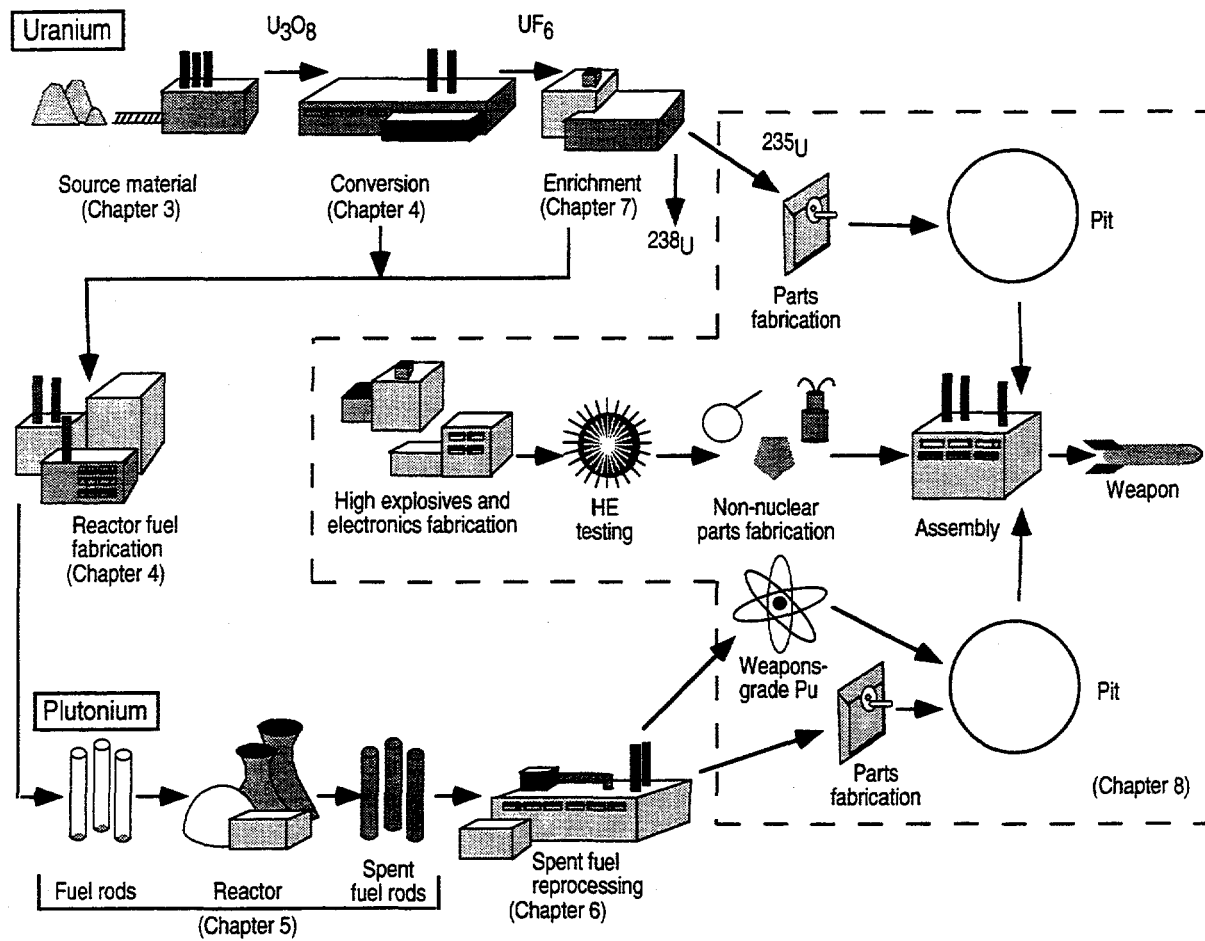 Uranium
U₃O₈
UF₆
Source material
(Chapter 3)
Conversion
(Chapter 4)
Enrichment
(Chapter 7)
²³⁸U
²³⁵U
Parts
fabrication
Pit
Reactor fuel
fabrication
(Chapter 4)
High explosives and
electronics fabrication
HE
testing
Non-nuclear
parts fabrication
Assembly
Weapon
Plutonium
Fuel rods
Reactor
Spent
fuel rods
(Chapter 5)
Spent fuel
reprocessing
(Chapter 6)
Weapons-
grade Pu
Parts
fabrication
Pit
(Chapter 8)